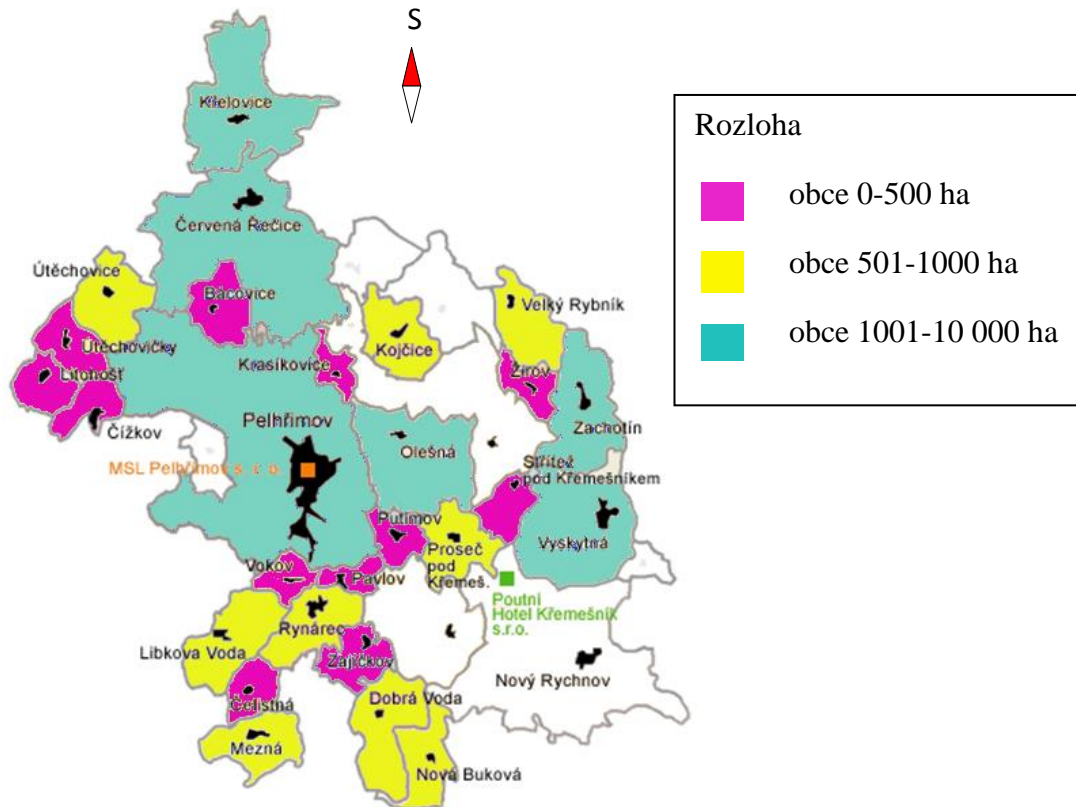 S
Křelovice
Červená Řečice
Útěchovice
Bácovice
Velký Rybník
Útěchovičky
Kojčice
Krasíkovice
Žirov
Litohošť
Čížkov
Pelhřimov
Zachotín
Olešná
MSL Pelhřimov s. r. o.
Střítež
pod Křemešníkem
Putimov
Proseč
pod
Křemeš.
Vyskytná
Vokov
Pavlov
Poutní
Hotel Křemešník
s.r.o.
Rynárec
Libkova Voda
Zajíčkov
Nový Rychnov
Čelistná
Dobrá Voda
Mezná
Nová Buková
Rozloha
obce 0-500 ha
obce 501-1000 ha
obce 1001-10 000 ha